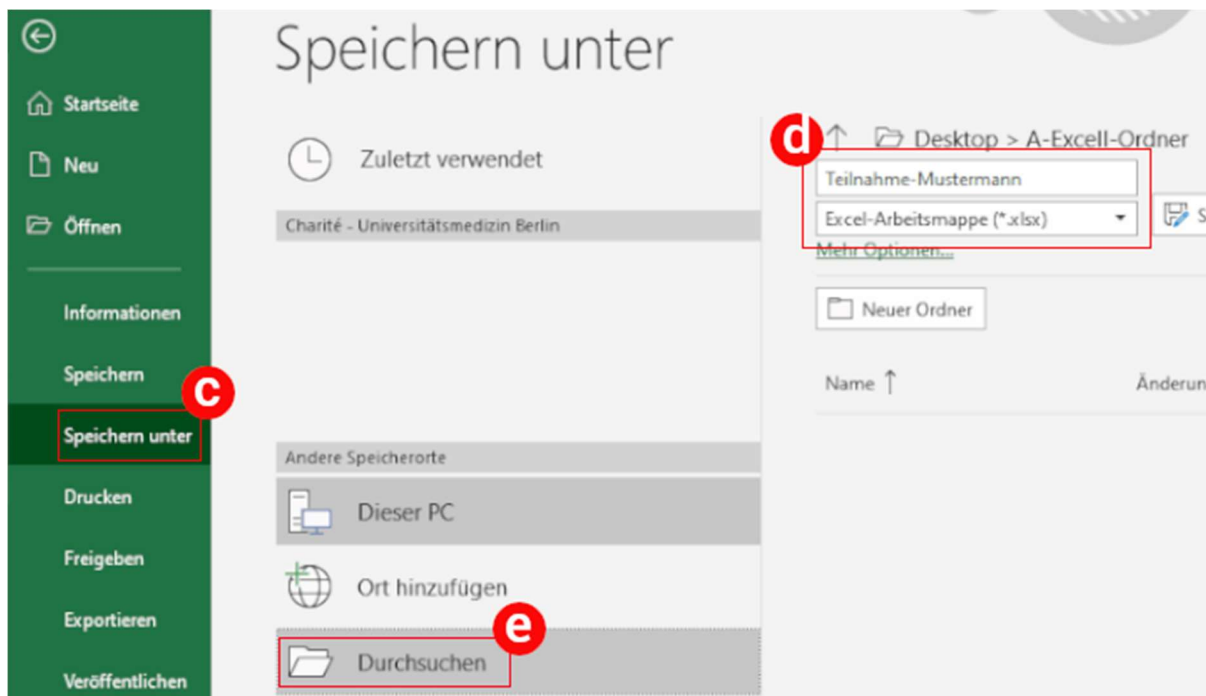 Speichern unter
Startseite
Neu
Öffnen
Informationen
Speichern
c
Speichern unter
Drucken
Freigeben
Exportieren
Veröffentlichen
Zuletzt verwendet
Charité - Universitätsmedizin Berlin
Andere Speicherorte
Dieser PC
Ort hinzufügen
e
Durchsuchen
d
Desktop > A-Excell-Ordner
Teilnahme-Mustermann
Excel-Arbeitsmappe (*.xlsx)
S
Mehr Optionen...
Neuer Ordner
Name ↑ Änderun